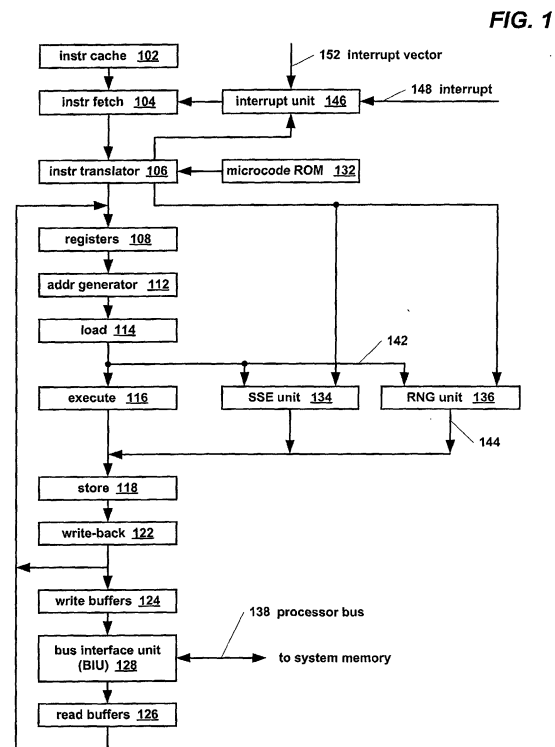 FIG. 1
152 interrupt vector
instr cache 102
148 interrupt
instr fetch 104
interrupt unit 146
instr translator 106
microcode ROM 132
registers 108
addr generator 112
load 114
142
execute 116
SSE unit 134
RNG unit 136
144
store 118
write-back 122
write buffers 124
138 processor bus
bus interface unit
(BIU) 128
to system memory
read buffers 126